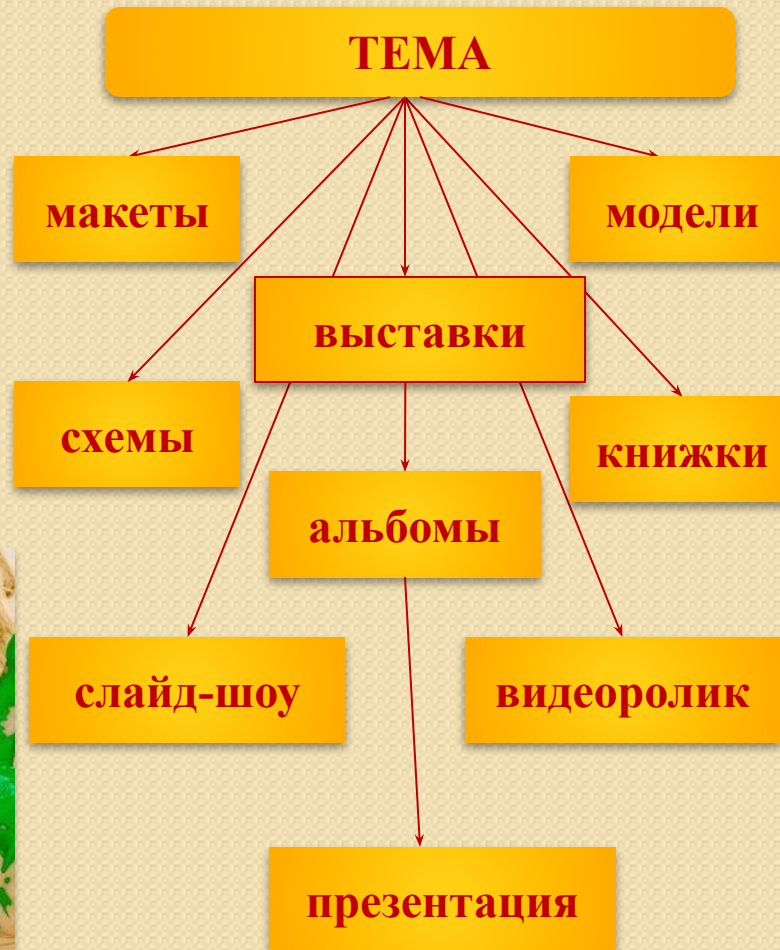 ТЕМА
макеты
модели
выставки
схемы
книжки
альбомы
слайд-шоу
видеоролик
презентация